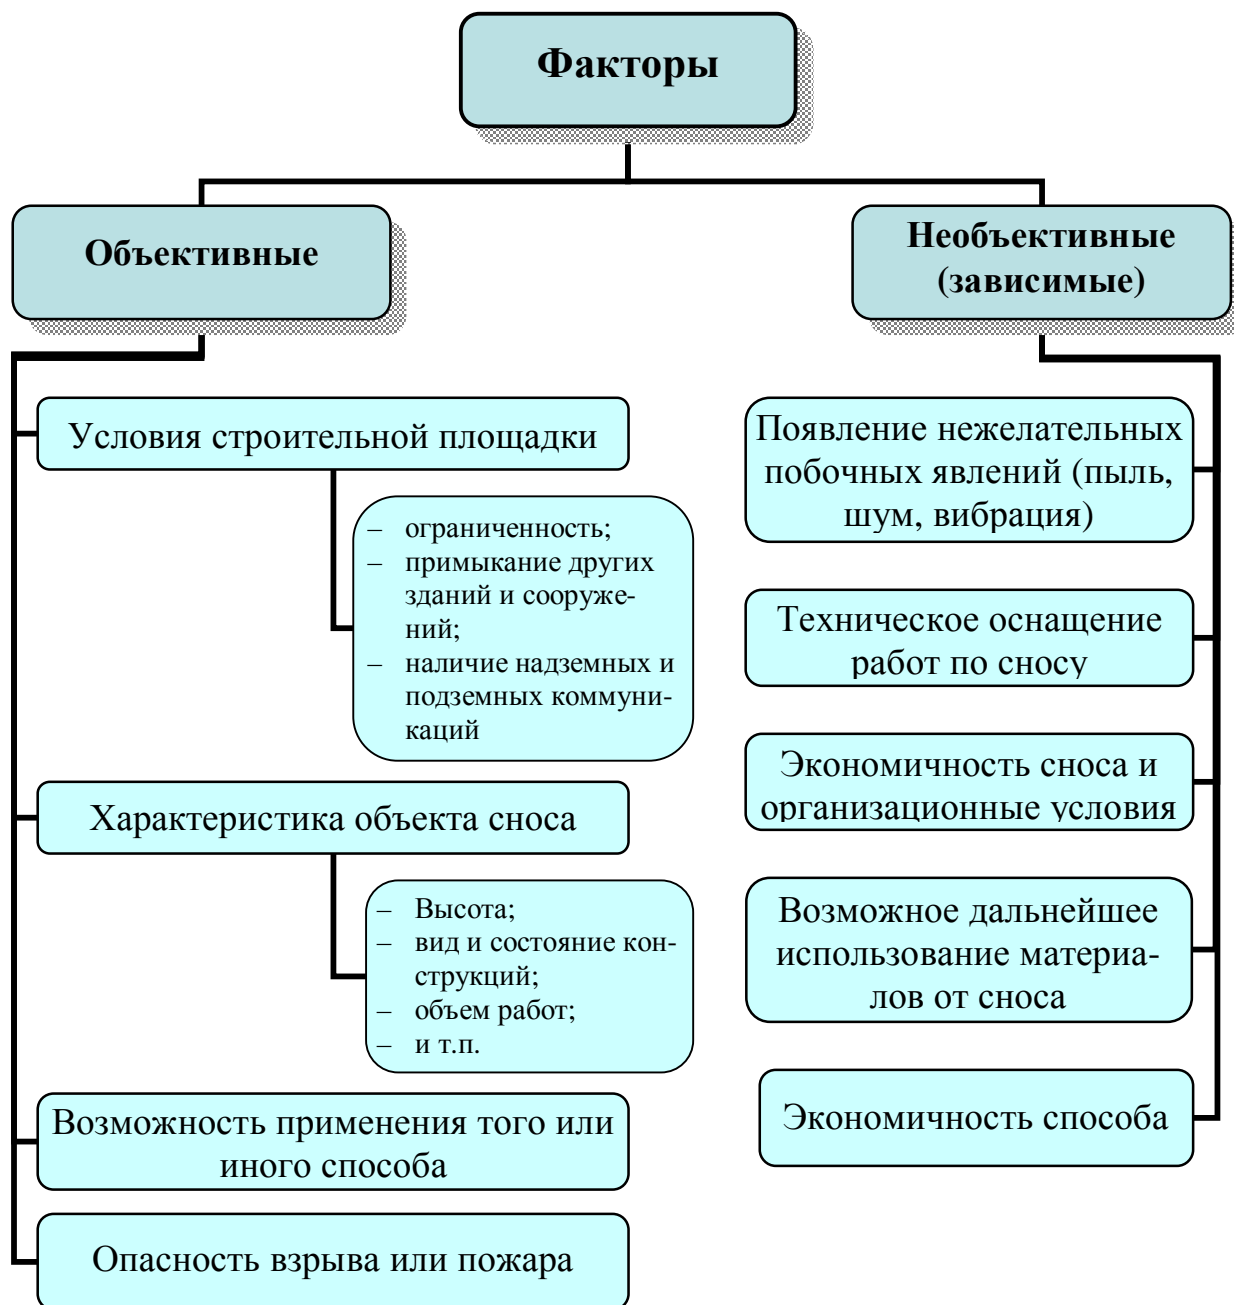 Факторы
Объективные
Необъективные
(зависимые)
Условия строительной площадки
– ограниченность;
– примыкание других
зданий и сооруже-
ний;
– наличие надземных и
подземных коммуни-
каций
Характеристика объекта сноса
– Высота;
– вид и состояние кон-
струкций;
– объем работ;
– и т.п.
Возможность применения того или
иного способа
Опасность взрыва или пожара
Появление нежелательных
побочных явлений (пыль,
шум, вибрация)
Техническое оснащение
работ по сносу
Экономичность сноса и
организационные условия
Возможное дальнейшее
использование материа-
лов от сноса
Экономичность способа